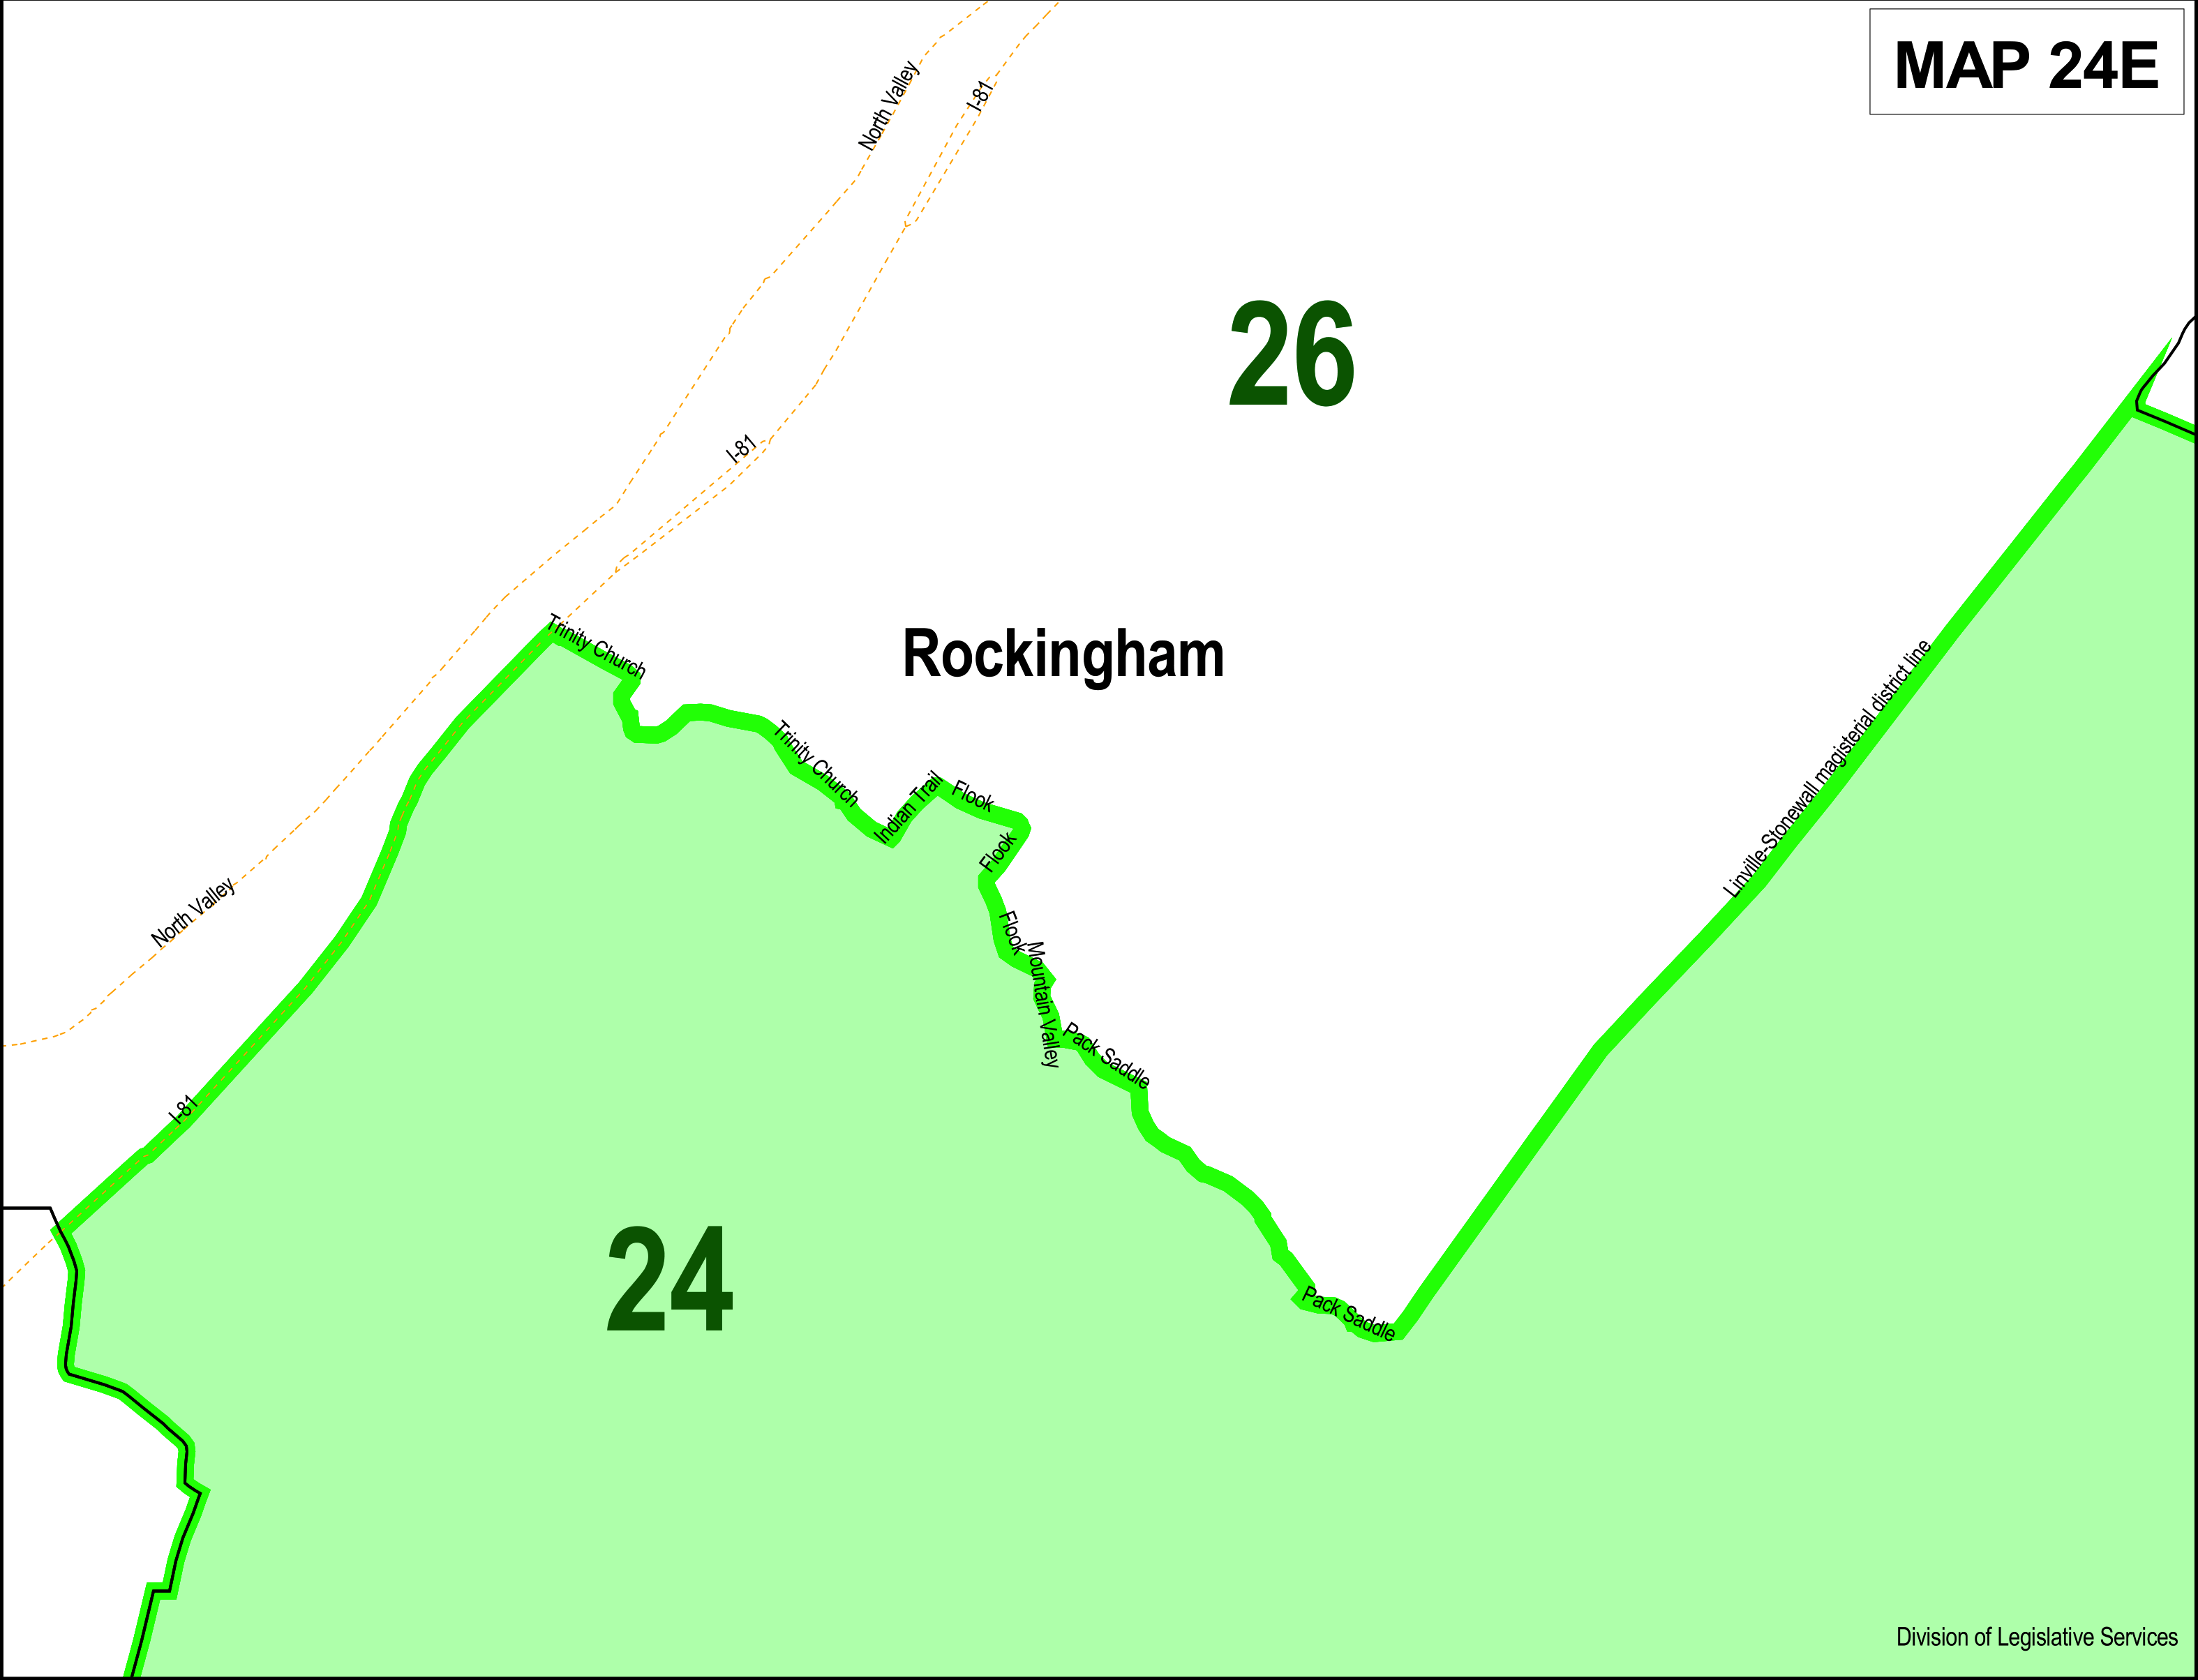 MAP 24E
North Valley
I-81
26
I-81
Trinity Church
Rockingham
Linville-Stonewall magisterial district line
Trinity Church
Indian Trail
Flook
Flook
North Valley
Flook
Mountain Valley
Pack Saddle
I-81
24
Pack Saddle
Division of Legislative Services